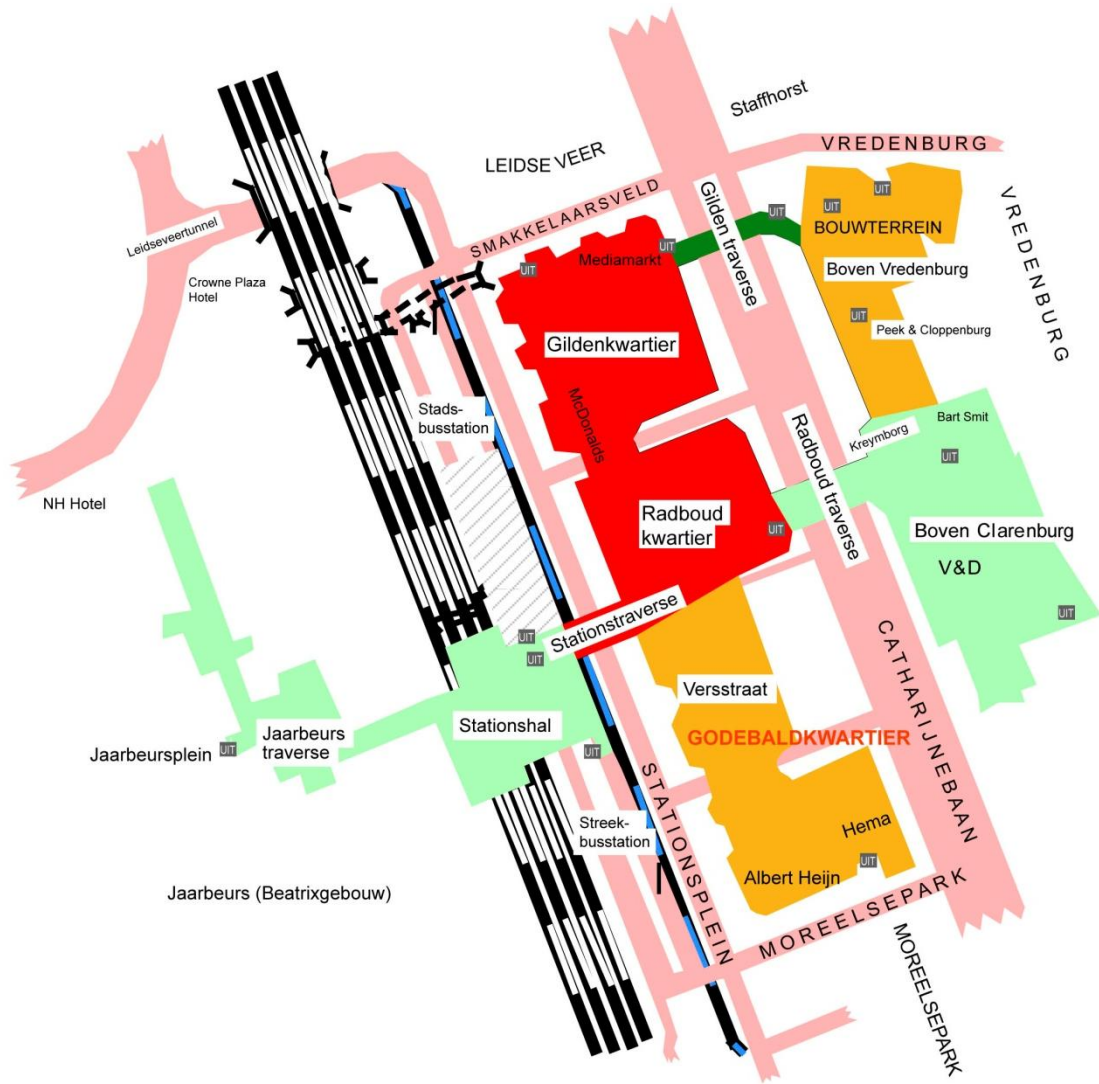 Staffhorst
VREDENBURG
LEIDSE VEER
UIT
UIT
SMAKKELAARSVELD
Gilden traverse
UIT
BOUWTERREIN
VREDENBURG
Leidseveertunnel
UIT
Mediamarkt
UIT
Boven Vredenburg
Crowne Plaza
Hotel
UIT
Peek & Cloppenburg
Gildenkwartier
McDonalds
Stads-
busstation
Bart Smit
Kreymborg
Radboud traverse
UIT
NH Hotel
Radboud
kwartier
UIT
Boven Clarenburg
V&D
UIT
Stationstraverse
UIT
UIT
CATHARIJNEBAAN
Versstraat
Stationshal
GODEBALDKWARTIER
Jaarbeurs
traverse
Jaarbeursplein
UIT
UIT
STATIONSPLEIN
Streek-
busstation
Hema
UIT
Albert Heijn
Jaarbeurs (Beatrixgebouw)
MOREELSEPARK
MOREELSEPARK